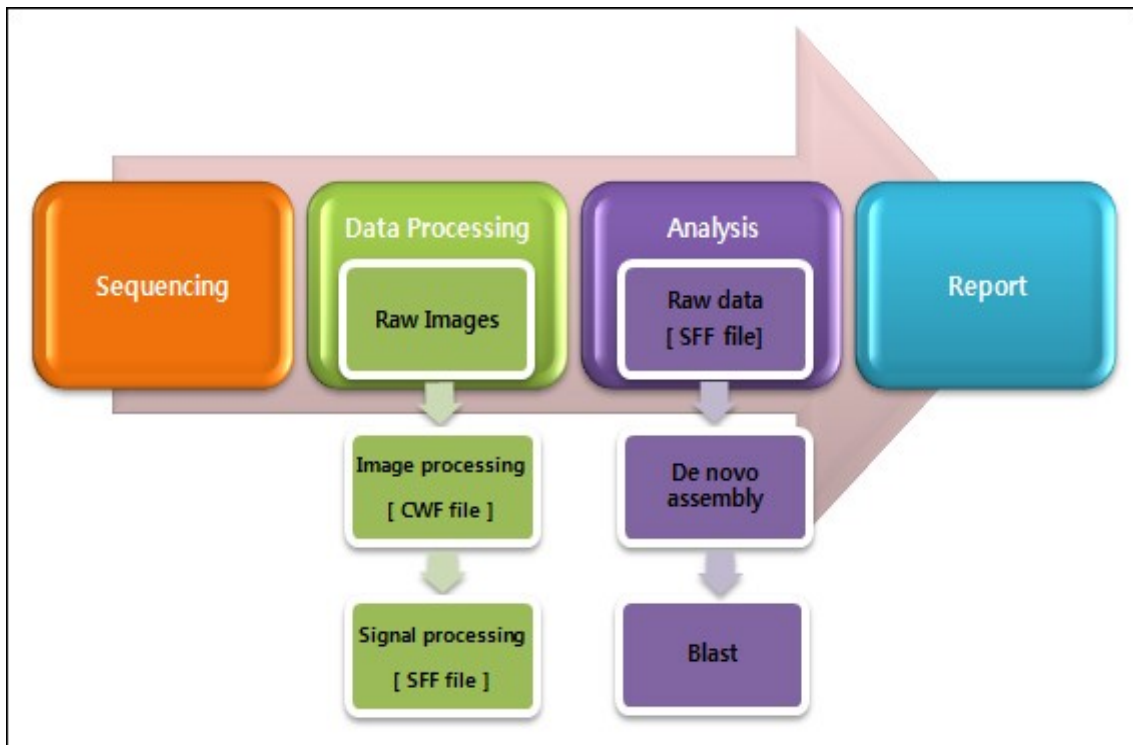 Sequencing
Data Processing
Raw Images
Image processing
[ CWF file ]
Signal processing
[ SFF file ]
Analysis
Raw data
[ SFF file]
De novo
assembly
Blast
Report